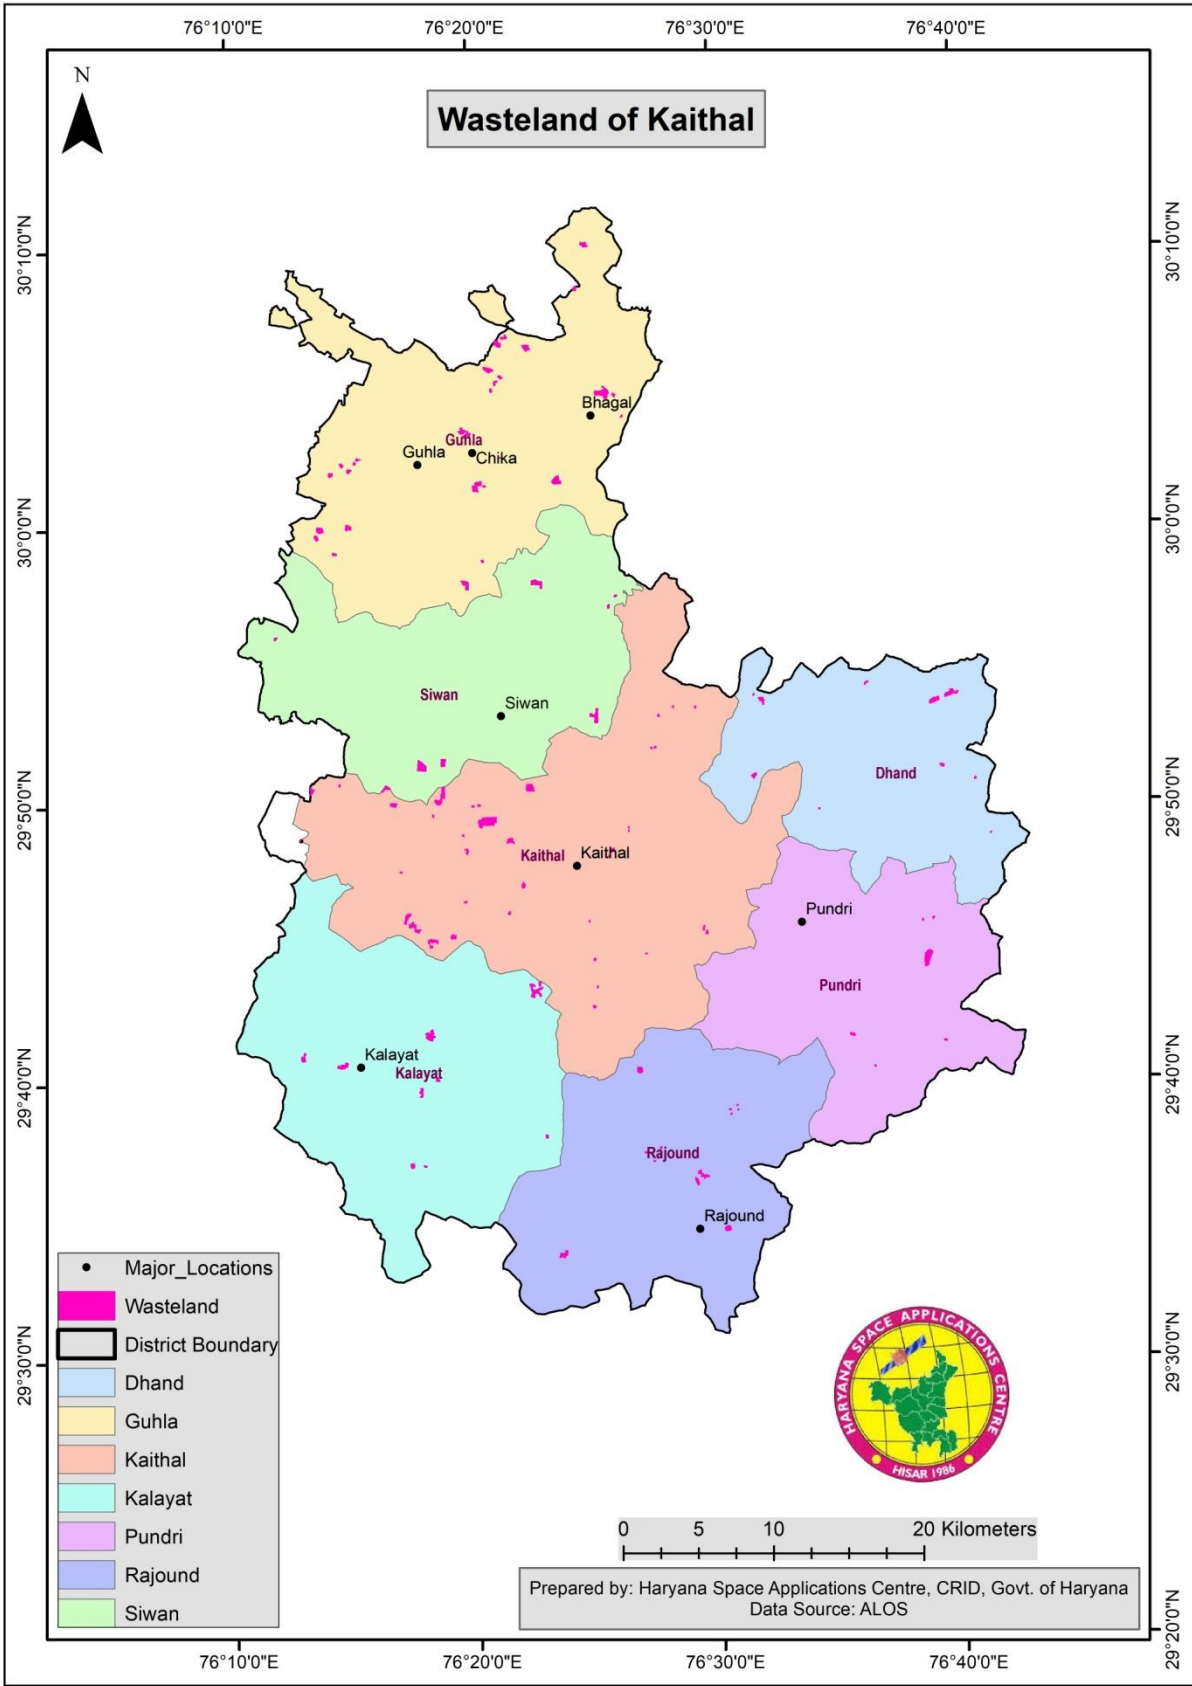 76°10'0"E
76°20'0"E
76°30'0"E
76°40'0"E
N
Wasteland of Kaithal
30°10'0"N
30°10'0"N
Bhagal
Guhla
Guhla
Chika
30°0'0"N
30°0'0"N
Siwan
Siwan
Dhand
29°50'0"N
29°50'0"N
Kaithal
Kaithal
Pundri
Pundri
Kalayat
Kalayat
29°40'0"N
29°40'0"N
Rajound
Rajound
Major_Locations
Wasteland
District Boundary
Dhand
Guhla
Kaithal
Kalayat
Pundri
Rajound
Siwan
29°30'0"N
29°30'0"N
HARYANA SPACE APPLICATIONS CENTRE
HISAR 1986
0 5 10 20 Kilometers
Prepared by: Haryana Space Applications Centre, CRID, Govt. of Haryana
Data Source: ALOS
29°20'0"N
76°10'0"E
76°20'0"E
76°30'0"E
76°40'0"E